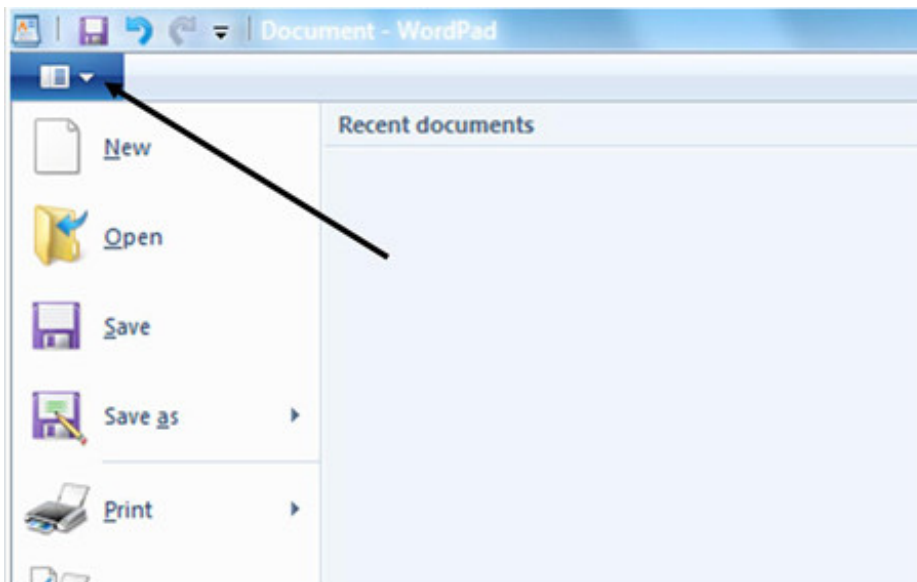 Document - WordPad
New
Recent documents
Open
Save
Save as
Print